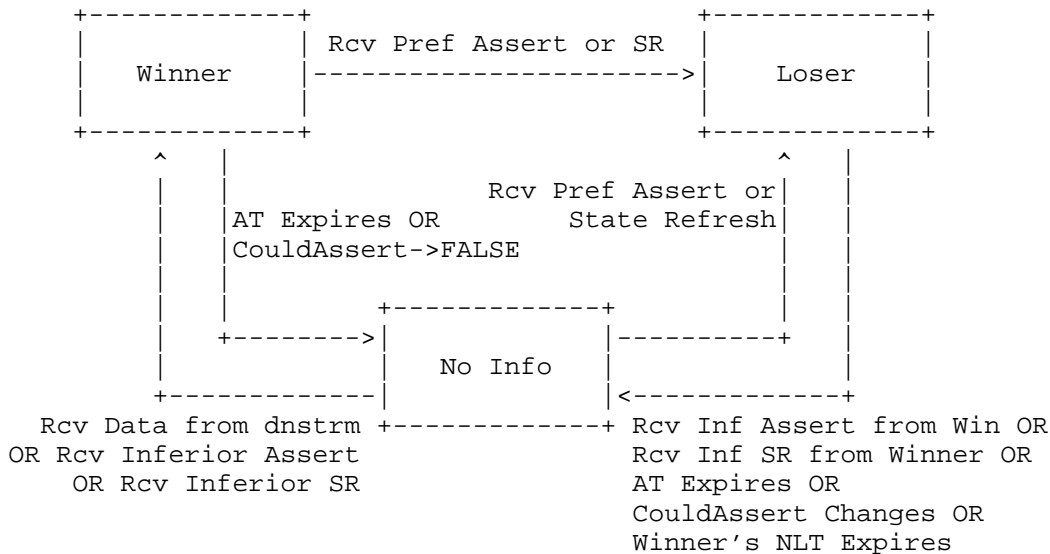 Rcv Pref Assert or SR
Winner
Loser
Rcv Pref Assert or
AT Expires OR
State Refresh
CouldAssert->FALSE
No Info
Rcv Data from dnstrm
Rcv Inf Assert from Win OR
OR Rcv Inferior Assert
Rcv Inf SR from Winner OR
OR Rcv Inferior SR
AT Expires OR
CouldAssert Changes OR
Winner's NLT Expires